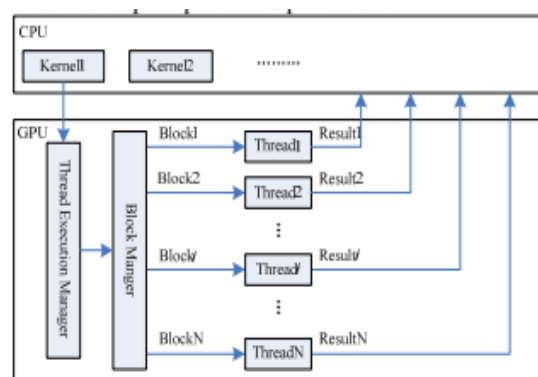 CPU
Kernel1 Kernel2 .........
GPU
Thread Execution Manager
Block Manger
Block1 Thread1 Result1
Block2 Thread2 Result2
...
Block Thread Result
...
BlockN ThreadN ResultN